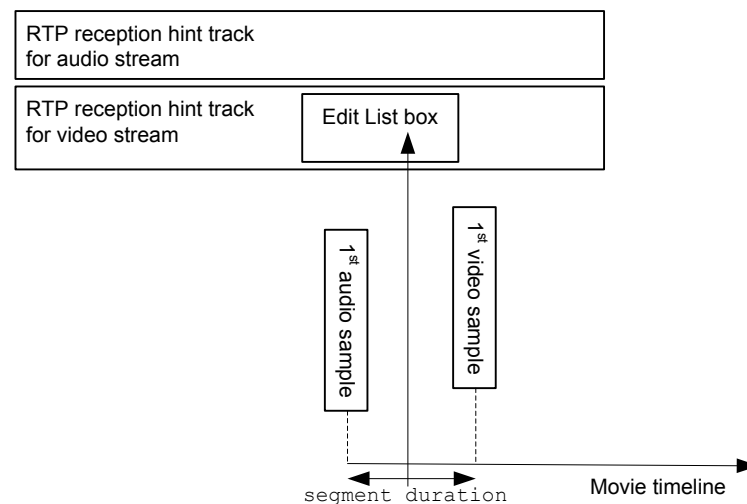 RTP reception hint track
for audio stream
RTP reception hint track
for video stream
Edit List box
1st audio sample
1st video sample
segment duration
Movie timeline